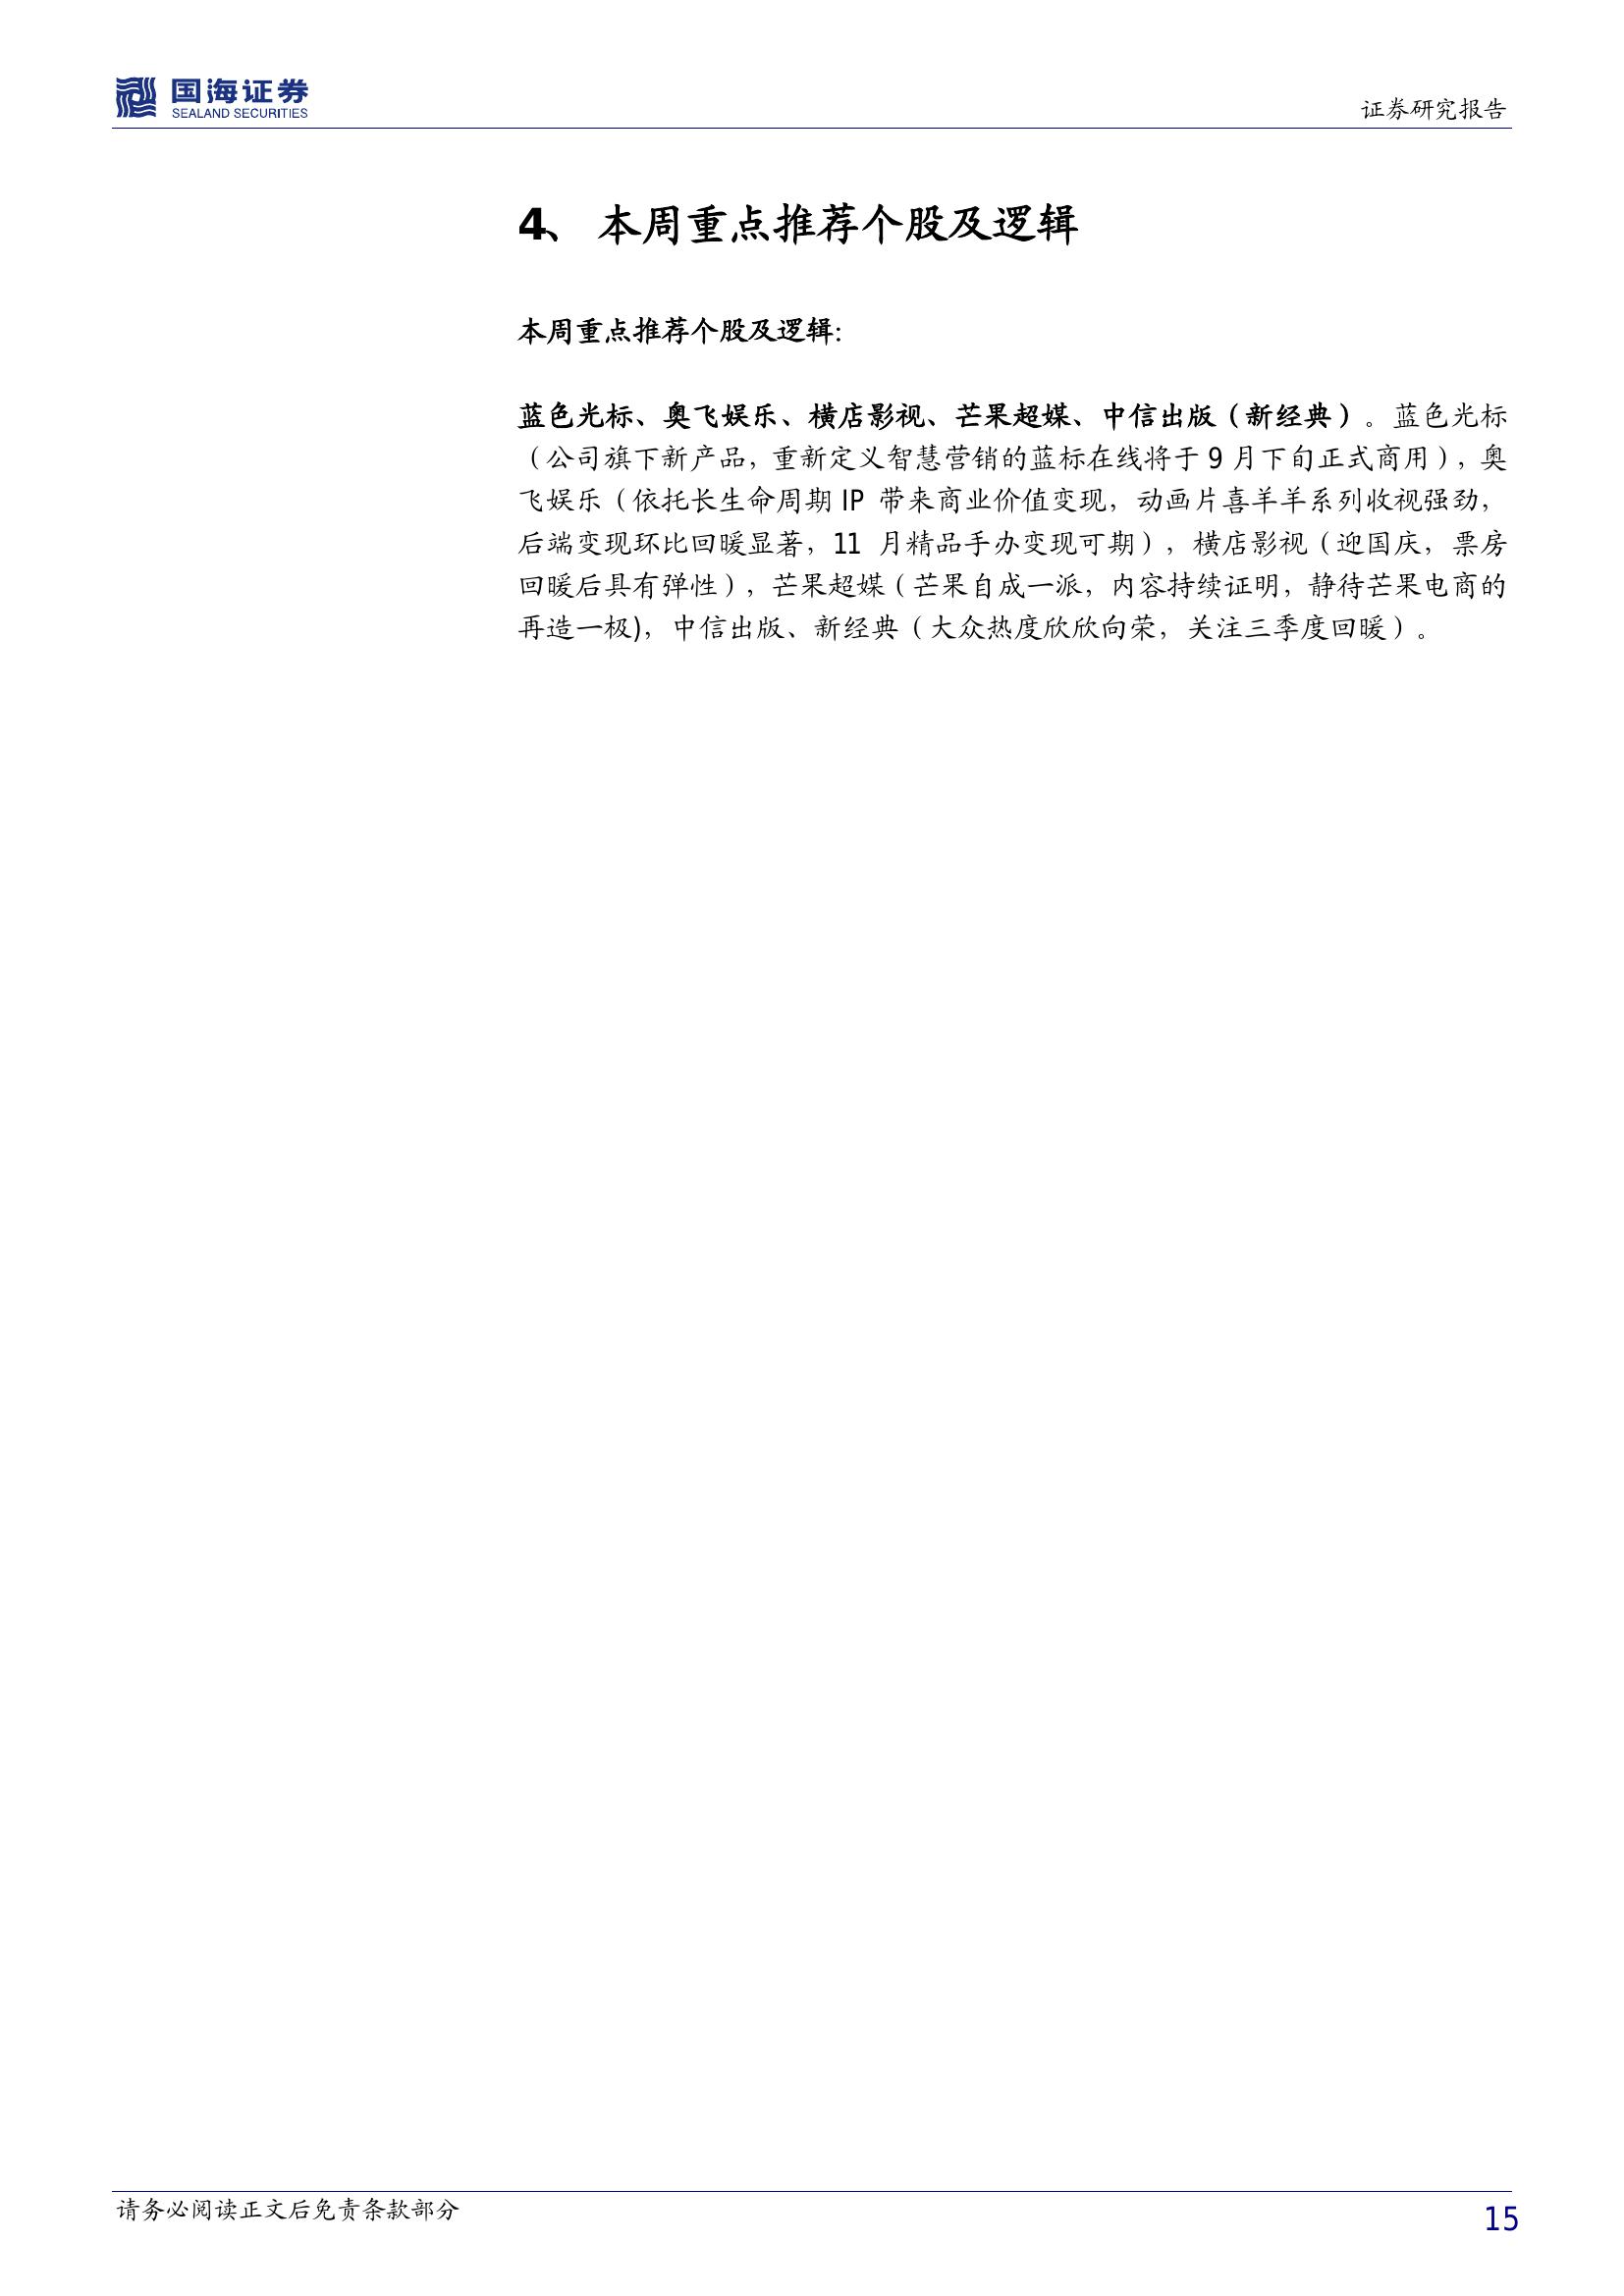 国海证券
SEALAND SECURITIES
证券研究报告
4、 本周重点推荐个股及逻辑
本周重点推荐个股及逻辑：
蓝色光标、奥飞娱乐、横店影视、芒果超媒、中信出版（新经典）。蓝色光标
（公司旗下新产品，重新定义智慧营销的蓝标在线将于 9 月下旬正式商用），奥
飞娱乐（依托长生命周期 IP 带来商业价值变现，动画片喜羊羊系列收视强劲，
后端变现环比回暖显著，11 月精品手办变现可期），横店影视（迎国庆，票房
回暖后具有弹性），芒果超媒（芒果自成一派，内容持续证明，静待芒果电商的
再造一极)，中信出版、新经典（大众热度欣欣向荣，关注三季度回暖）。
请务必阅读正文后免责条款部分
15